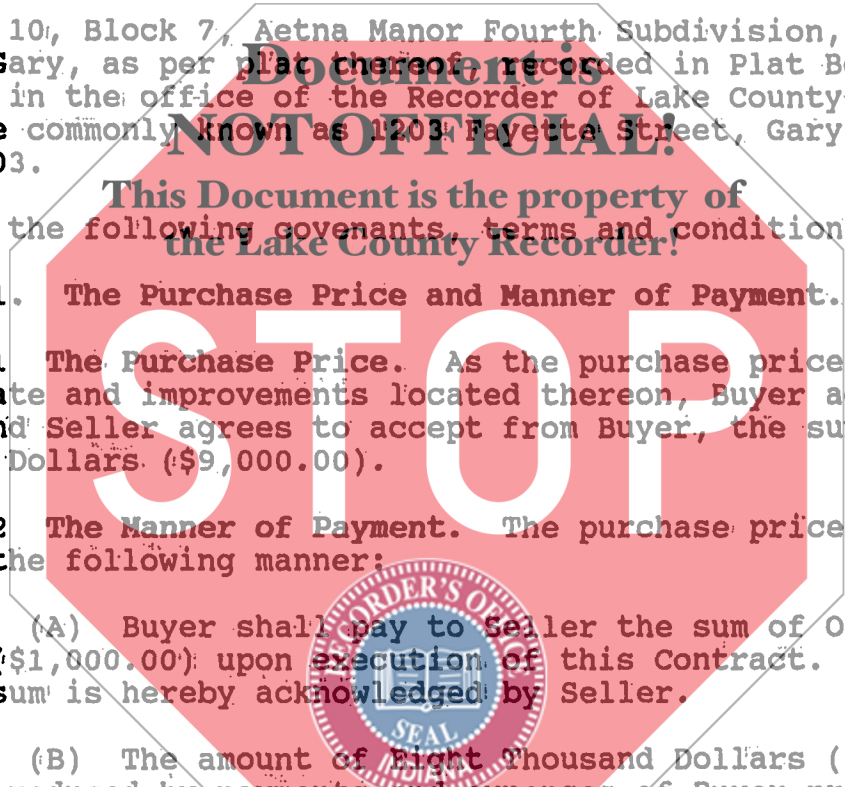 10, Block 7, Aetna Manor Fourth Subdivision,
Gary, as per plat thereof, recorded in Plat
Document is
in the office of the Recorder of Lake County
commonly known as 1203 Fayette Street, Gary
NOT OFFICIAL!
03.
This Document is the property of
the following covenants, terms and condition
the Lake County Recorder!
1. The Purchase Price and Manner of Payment.
The Purchase Price. As the purchase price
ate and improvements located thereon, Buyer a
nd Seller agrees to accept from Buyer, the su
STOP
Dollars ($9,000.00).
2 The Manner of Payment. The purchase price
the following manner:
(A) Buyer shall pay to Seller the sum of O
($1,000.00) upon execution of this Contract.
sum is hereby acknowledged by Seller.
RECORDER'S OFFICE
SEAL
INDIANA
(B) The amount of Eight Thousand Dollars (